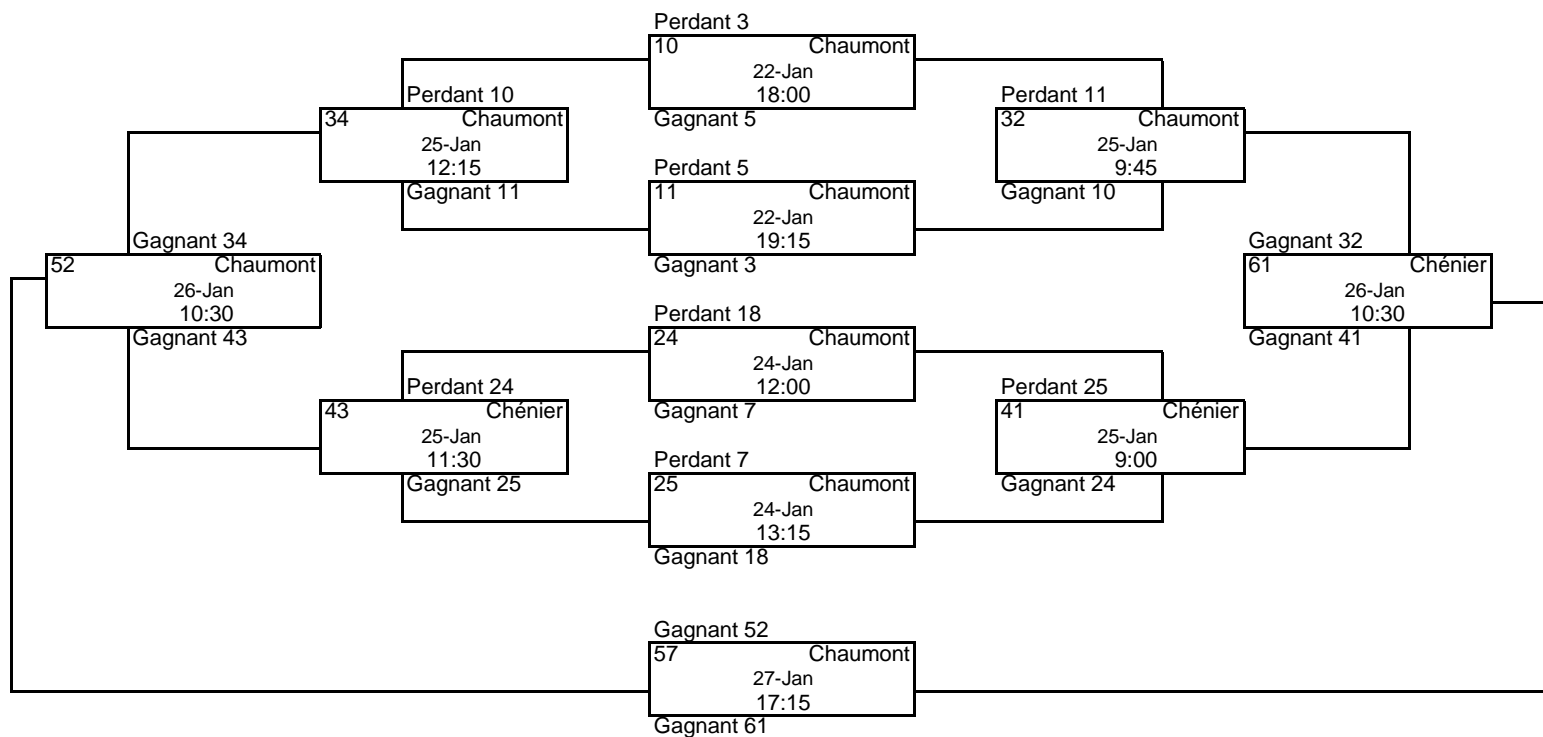 Perdant 3
10 Chaumont
22-Jan
18:00
Gagnant 5
Perdant 10
34 Chaumont
25-Jan
12:15
Gagnant 11
Perdant 11
32 Chaumont
25-Jan
9:45
Gagnant 10
Perdant 5
11 Chaumont
22-Jan
19:15
Gagnant 3
Gagnant 34
52 Chaumont
26-Jan
10:30
Gagnant 43
Gagnant 32
61 Chénier
26-Jan
10:30
Gagnant 41
Perdant 18
24 Chaumont
24-Jan
12:00
Gagnant 7
Perdant 24
43 Chénier
25-Jan
11:30
Gagnant 25
Perdant 25
41 Chénier
25-Jan
9:00
Gagnant 24
Perdant 7
25 Chaumont
24-Jan
13:15
Gagnant 18
Gagnant 52
57 Chaumont
27-Jan
17:15
Gagnant 61